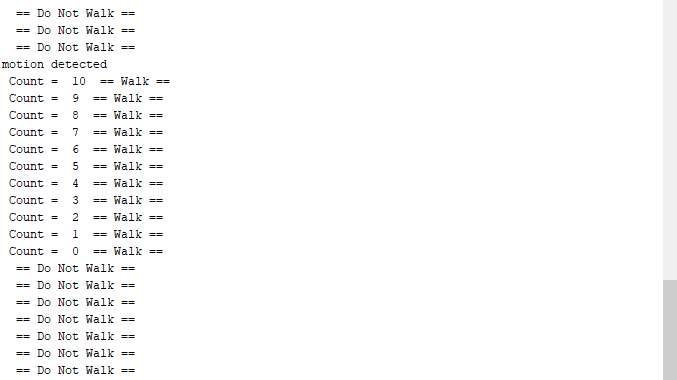 == Do Not Walk ==
== Do Not Walk ==
== Do Not Walk ==
motion detected
Count =  10  == Walk ==
Count =  9  == Walk ==
Count =  8  == Walk ==
Count =  7  == Walk ==
Count =  6  == Walk ==
Count =  5  == Walk ==
Count =  4  == Walk ==
Count =  3  == Walk ==
Count =  2  == Walk ==
Count =  1  == Walk ==
Count =  0  == Walk ==
== Do Not Walk ==
== Do Not Walk ==
== Do Not Walk ==
== Do Not Walk ==
== Do Not Walk ==
== Do Not Walk ==
== Do Not Walk ==